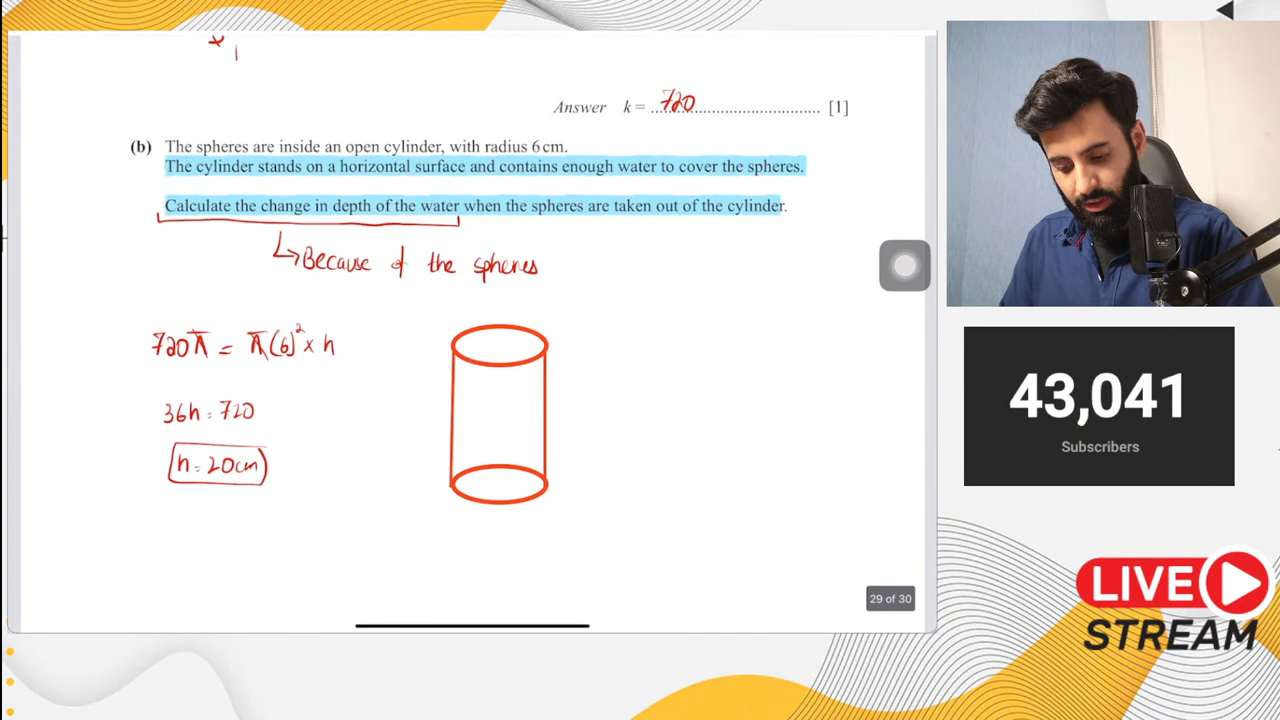 Answer k = 720 [1]
(b) The spheres are inside an open cylinder, with radius 6 cm.
The cylinder stands on a horizontal surface and contains enough water to cover the spheres.
Calculate the change in depth of the water when the spheres are taken out of the cylinder.
Because of the spheres
720π = π(6)² × h
36h = 720
h = 20cm
29 of 30
43,041
Subscribers
LIVE
STREAM